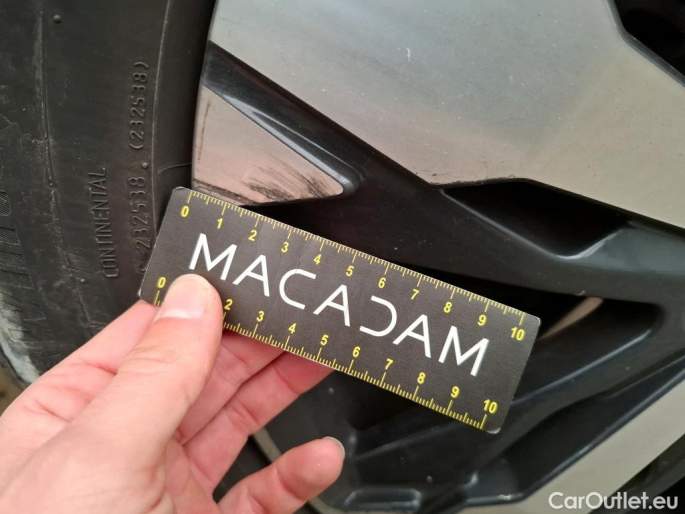 CONTINENTAL
232538 (232538)
0 1 2 3 4 5 6 7 8 9 10
MACADAM
0 2 3 4 5 6 7 8 9 10
CarOutlet.eu